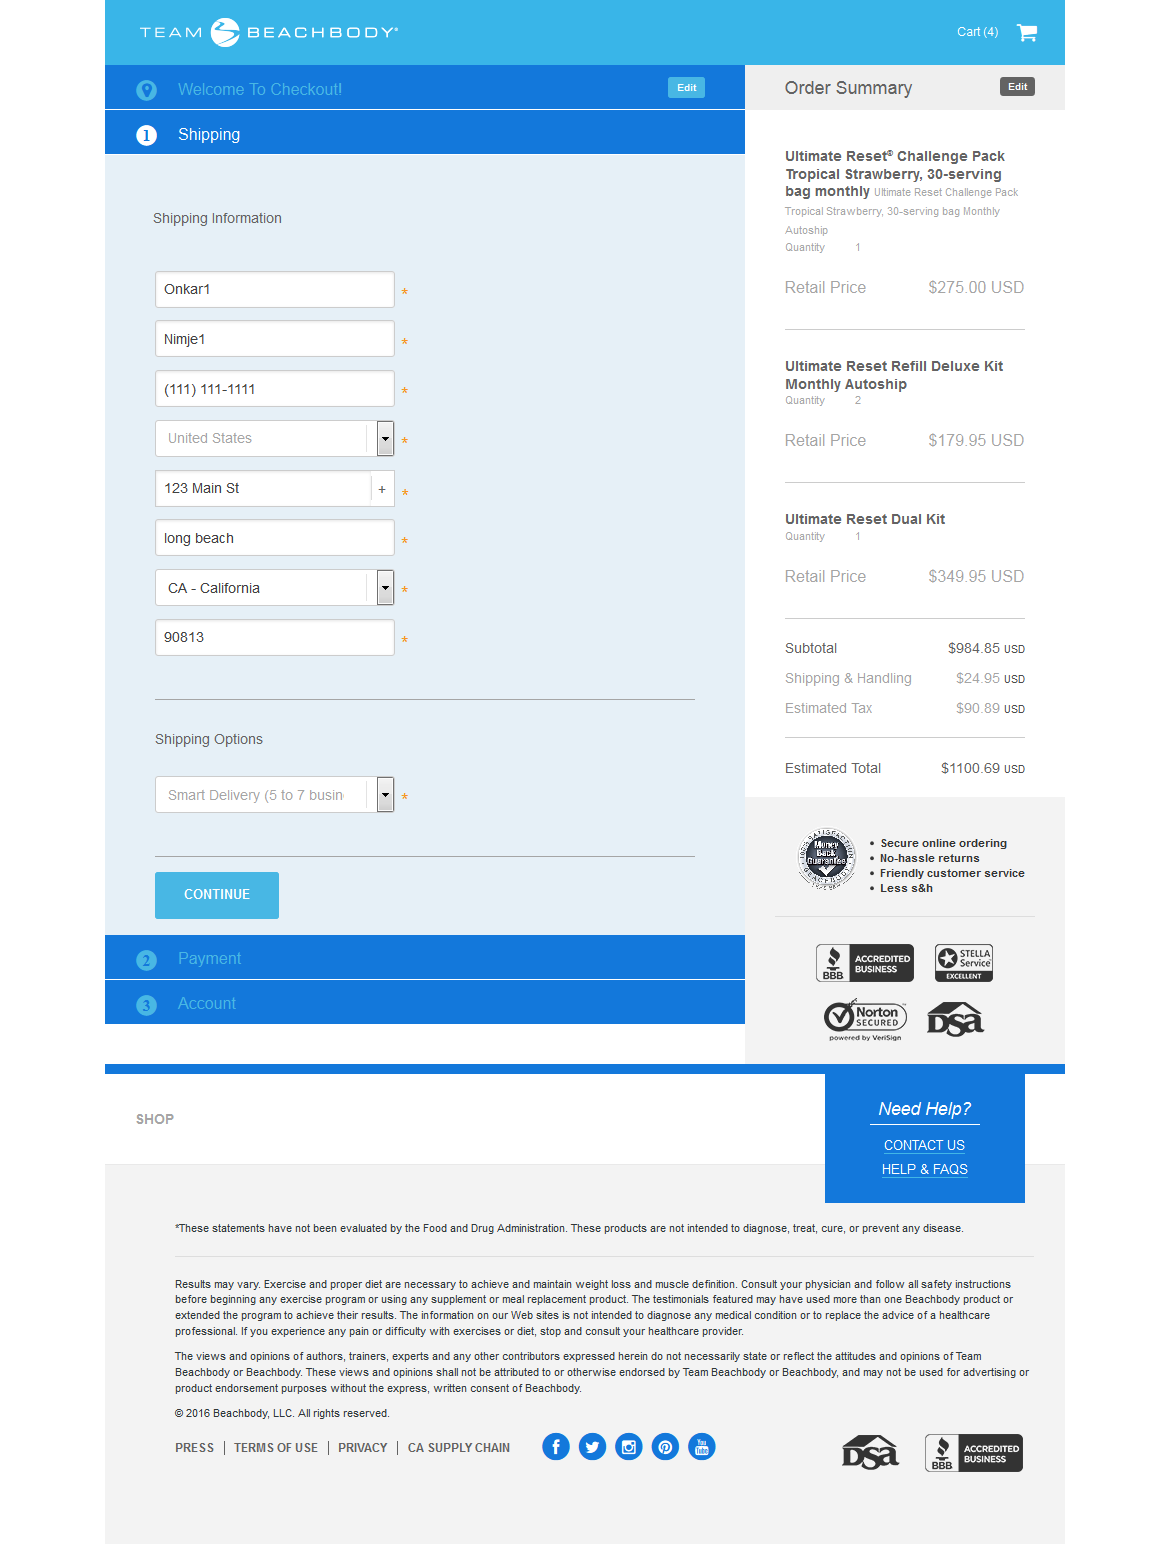 TEAM BEACHBODY®
Cart (4)
Welcome To Checkout!
Edit
1 Shipping
Shipping Information
Onkar1 *
Nimje1 *
(111) 111-1111 *
United States *
123 Main St + *
long beach *
CA - California *
90813 *
Shipping Options
Smart Delivery (5 to 7 busin *
CONTINUE
2 Payment
3 Account
Order Summary
Edit
Ultimate Reset® Challenge Pack
Tropical Strawberry, 30-serving
bag monthly Ultimate Reset Challenge Pack
Tropical Strawberry, 30-serving bag Monthly
Autoship
Quantity 1
Retail Price $275.00 USD
Ultimate Reset Refill Deluxe Kit
Monthly Autoship
Quantity 2
Retail Price $179.95 USD
Ultimate Reset Dual Kit
Quantity 1
Retail Price $349.95 USD
Subtotal $984.85 USD
Shipping & Handling $24.95 USD
Estimated Tax $90.89 USD
Estimated Total $1100.69 USD
100% SATISFACTION
Money
Back
Guarantee
BEACHBODY
• Secure online ordering
• No-hassle returns
• Friendly customer service
• Less s&h
BBB ACCREDITED
BUSINESS
STELLA
Service
EXCELLENT
Norton
SECURED
powered by VeriSign
DSA
SHOP
Need Help?
CONTACT US
HELP & FAQS
*These statements have not been evaluated by the Food and Drug Administration. These products are not intended to diagnose, treat, cure, or prevent any disease.
Results may vary. Exercise and proper diet are necessary to achieve and maintain weight loss and muscle definition. Consult your physician and follow all safety instructions
before beginning any exercise program or using any supplement or meal replacement product. The testimonials featured may have used more than one Beachbody product or
extended the program to achieve their results. The information on our Web sites is not intended to diagnose any medical condition or to replace the advice of a healthcare
professional. If you experience any pain or difficulty with exercises or diet, stop and consult your healthcare provider.
The views and opinions of authors, trainers, experts and any other contributors expressed herein do not necessarily state or reflect the attitudes and opinions of Team
Beachbody or Beachbody. These views and opinions shall not be attributed to or otherwise endorsed by Team Beachbody or Beachbody, and may not be used for advertising or
product endorsement purposes without the express, written consent of Beachbody.
© 2016 Beachbody, LLC. All rights reserved.
PRESS | TERMS OF USE | PRIVACY | CA SUPPLY CHAIN
You Tube
DSA
BBB ACCREDITED
BUSINESS